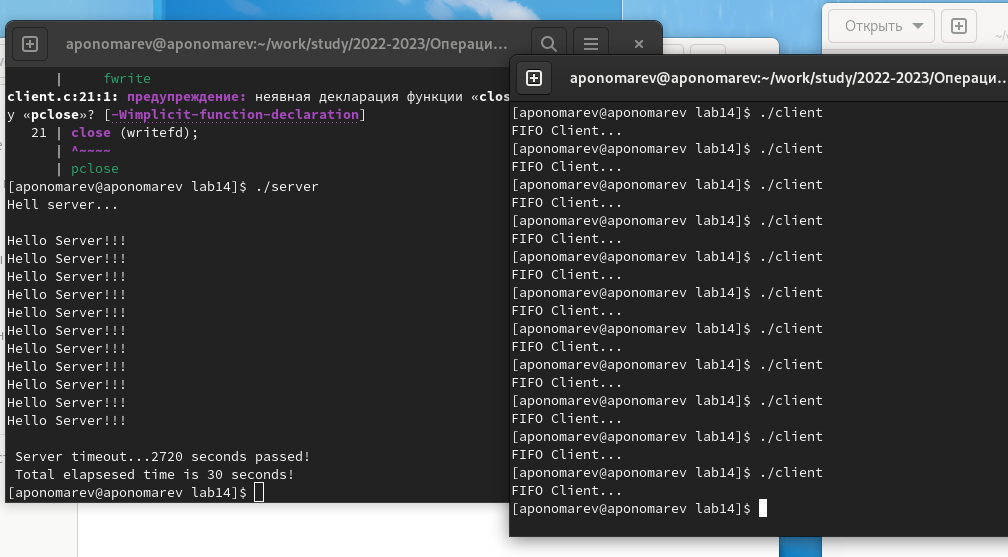 Открыть
aponomarev@aponomarev:~/work/study/2022-2023/Операци...
|     fwrite
client.c:21:1: предупреждение: неявная декларация функции «clos
у «pclose»? [-Wimplicit-function-declaration]
21 | close (writefd);
| ^~~~~
| pclose
[aponomarev@aponomarev lab14]$ ./server
Hell server...
Hello Server!!!
Hello Server!!!
Hello Server!!!
Hello Server!!!
Hello Server!!!
Hello Server!!!
Hello Server!!!
Hello Server!!!
Hello Server!!!
Hello Server!!!
Hello Server!!!
Server timeout...2720 seconds passed!
Total elapsesed time is 30 seconds!
[aponomarev@aponomarev lab14]$
aponomarev@aponomarev:~/work/study/2022-2023/Операци...
[aponomarev@aponomarev lab14]$ ./client
FIFO Client...
[aponomarev@aponomarev lab14]$ ./client
FIFO Client...
[aponomarev@aponomarev lab14]$ ./client
FIFO Client...
[aponomarev@aponomarev lab14]$ ./client
FIFO Client...
[aponomarev@aponomarev lab14]$ ./client
FIFO Client...
[aponomarev@aponomarev lab14]$ ./client
FIFO Client...
[aponomarev@aponomarev lab14]$ ./client
FIFO Client...
[aponomarev@aponomarev lab14]$ ./client
FIFO Client...
[aponomarev@aponomarev lab14]$ ./client
FIFO Client...
[aponomarev@aponomarev lab14]$ ./client
FIFO Client...
[aponomarev@aponomarev lab14]$ ./client
FIFO Client...
[aponomarev@aponomarev lab14]$